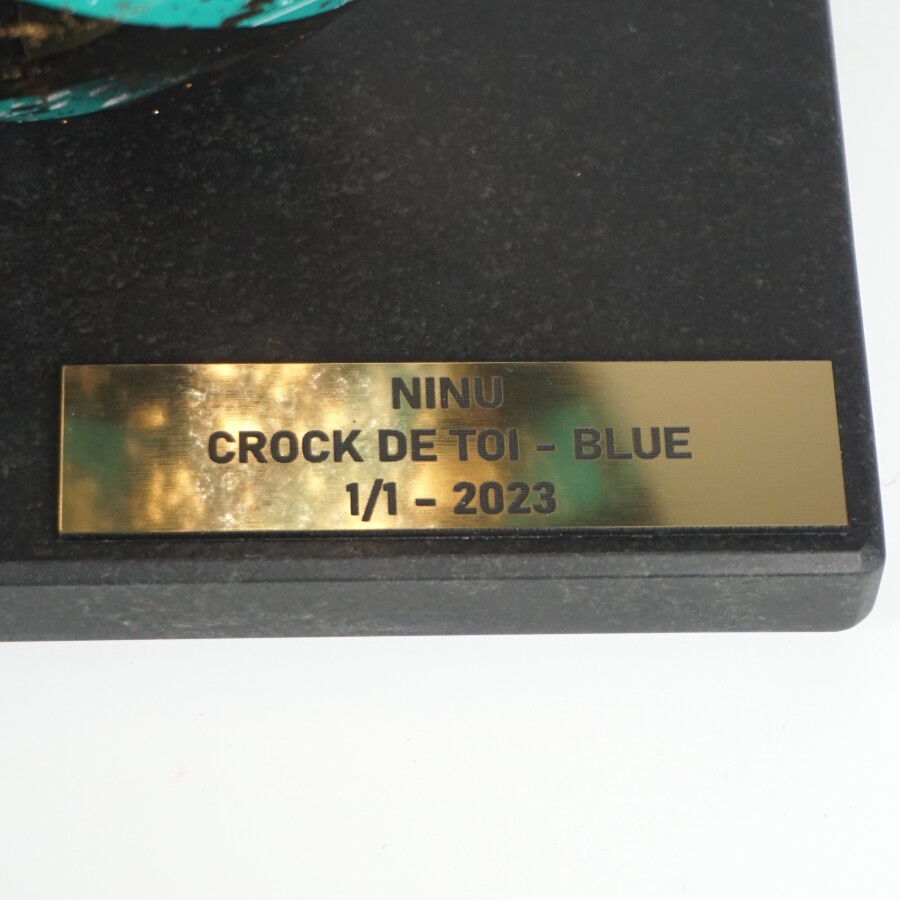 NINU
CROCK DE TOI - BLUE
1/1 - 2023